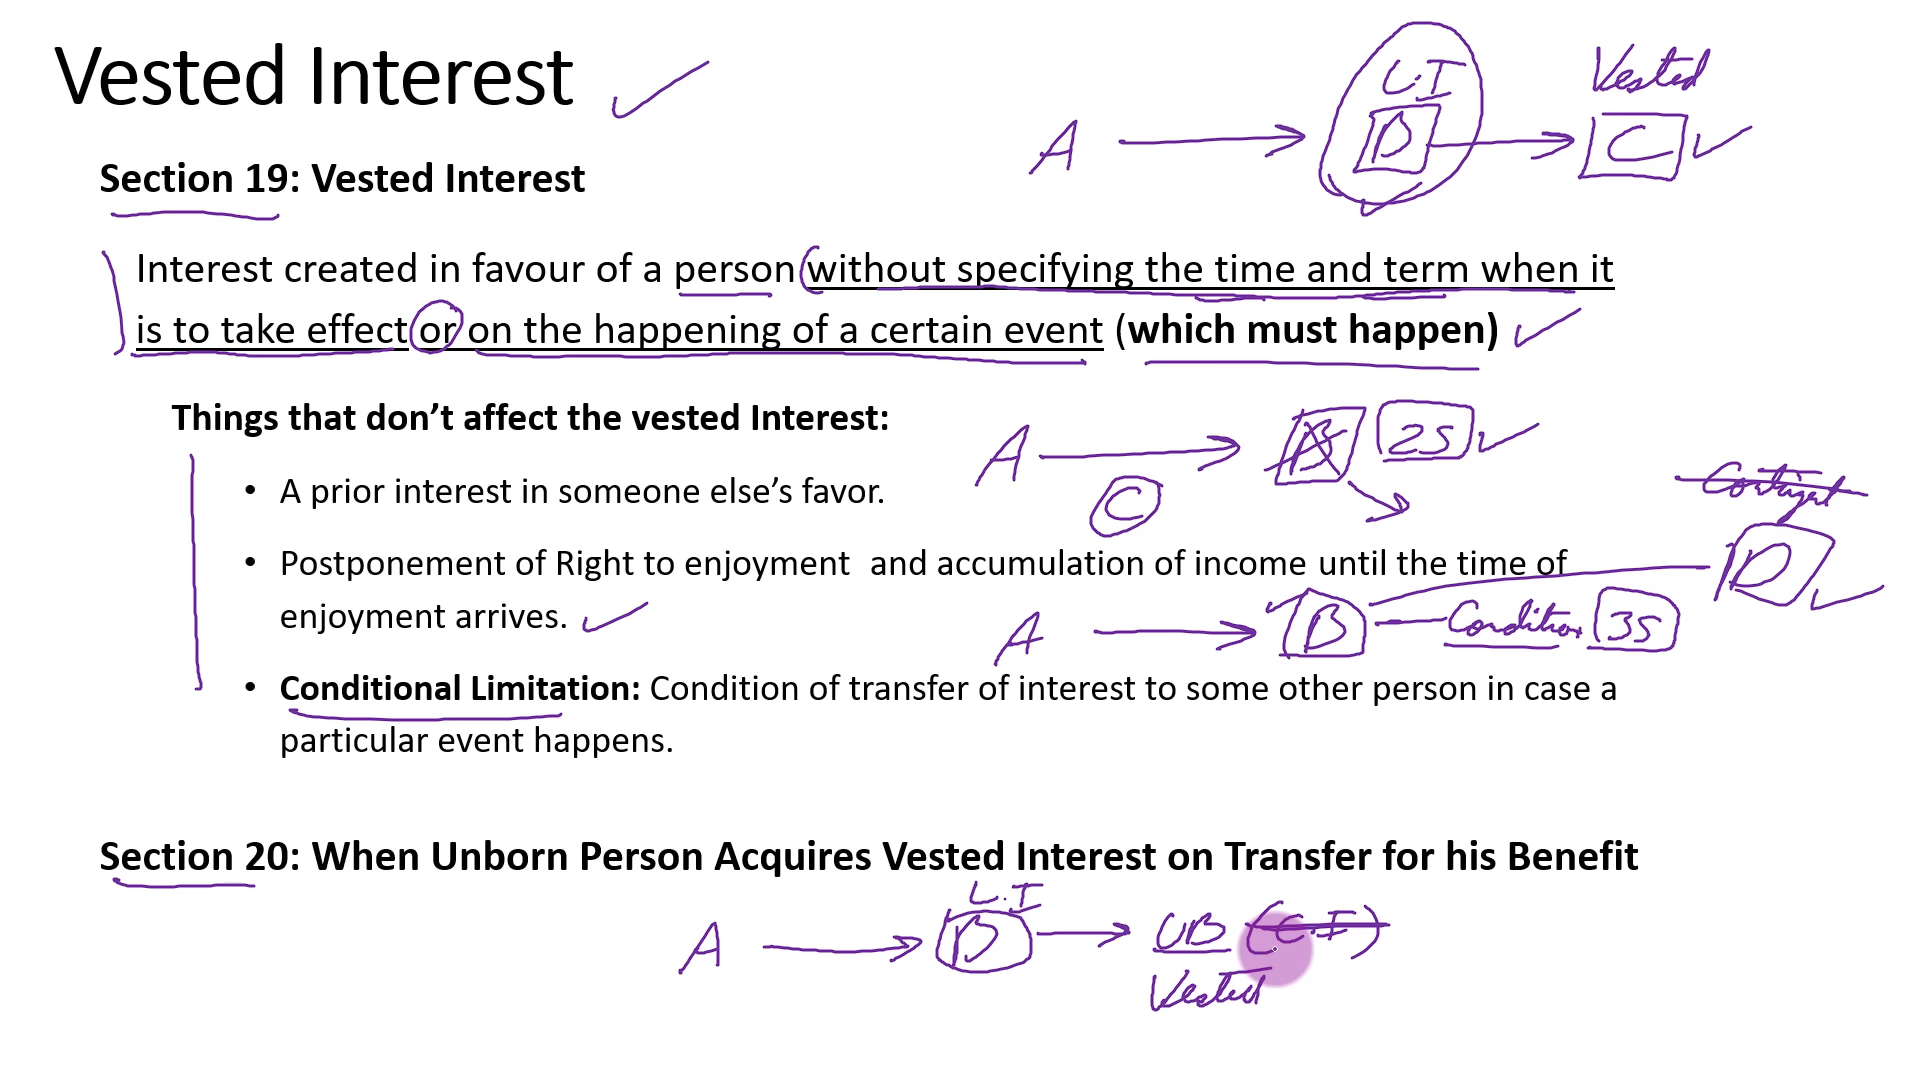 Vested Interest
L.I Vested
A B C
Section 19: Vested Interest
Interest created in favour of a person without specifying the time and term when it
is to take effect or on the happening of a certain event (which must happen)
Things that don’t affect the vested Interest:
A B 25
C
• A prior interest in someone else’s favor.
D
• Postponement of Right to enjoyment and accumulation of income until the time of
enjoyment arrives.
A B Condition 35
• Conditional Limitation: Condition of transfer of interest to some other person in case a
particular event happens.
Section 20: When Unborn Person Acquires Vested Interest on Transfer for his Benefit
L.I
A B UB (C.I)
Vested